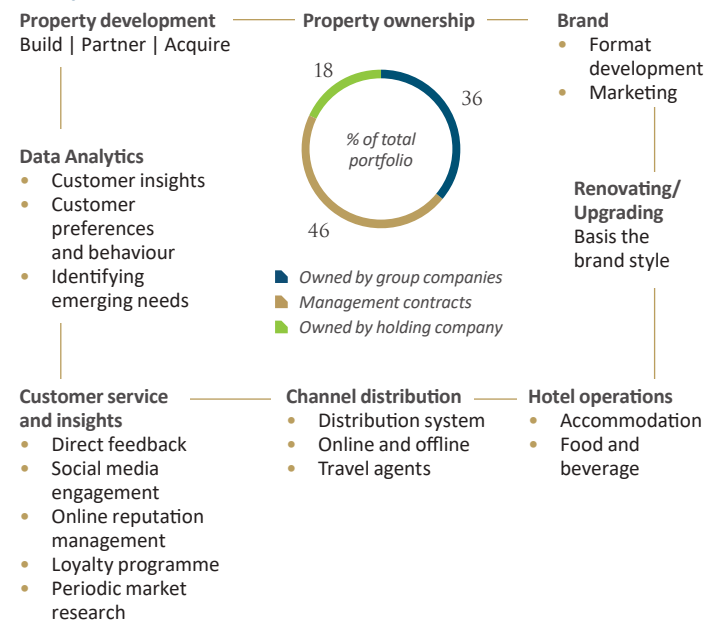 Property development
Build | Partner | Acquire
Property ownership
Brand
• Format
development
• Marketing
18
36
46
% of total
portfolio
Owned by group companies
Management contracts
Owned by holding company
Data Analytics
• Customer insights
• Customer
preferences
and behaviour
• Identifying
emerging needs
Renovating/
Upgrading
Basis the
brand style
Customer service
and insights
• Direct feedback
• Social media
engagement
• Online reputation
management
• Loyalty programme
• Periodic market
research
Channel distribution
• Distribution system
• Online and offline
• Travel agents
Hotel operations
• Accommodation
• Food and
beverage